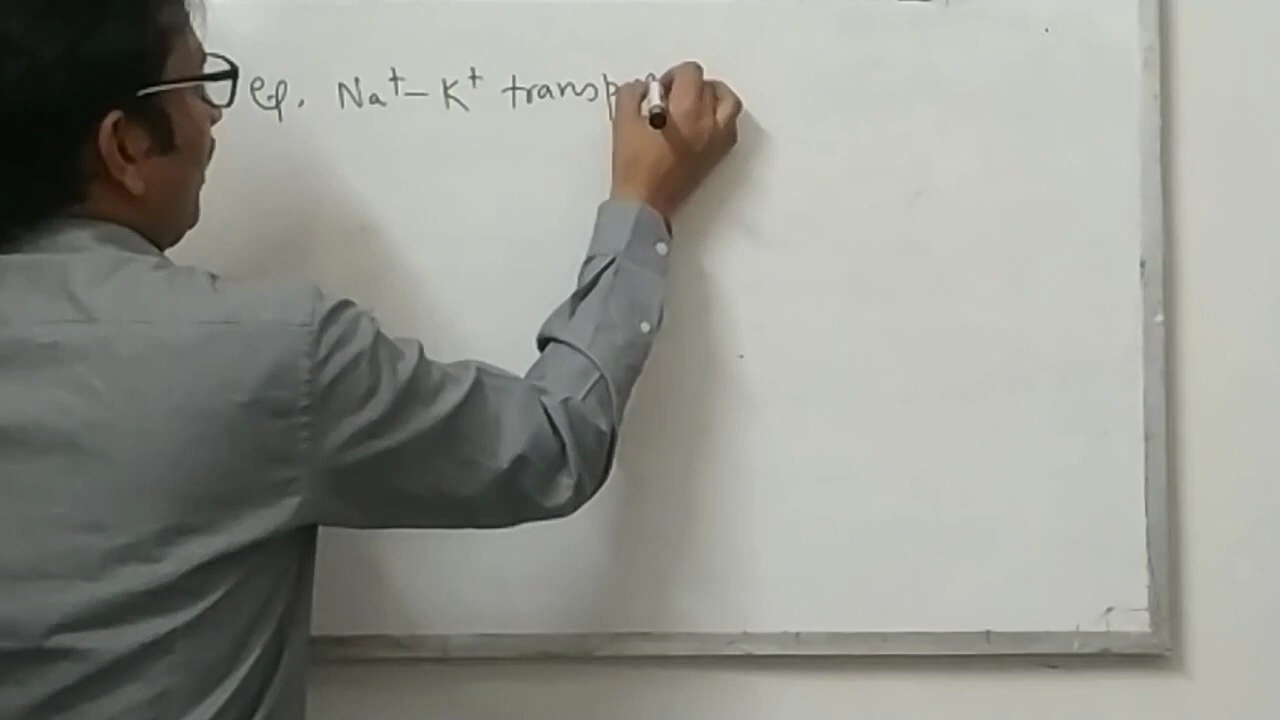 eg. Na⁺- K⁺ transp